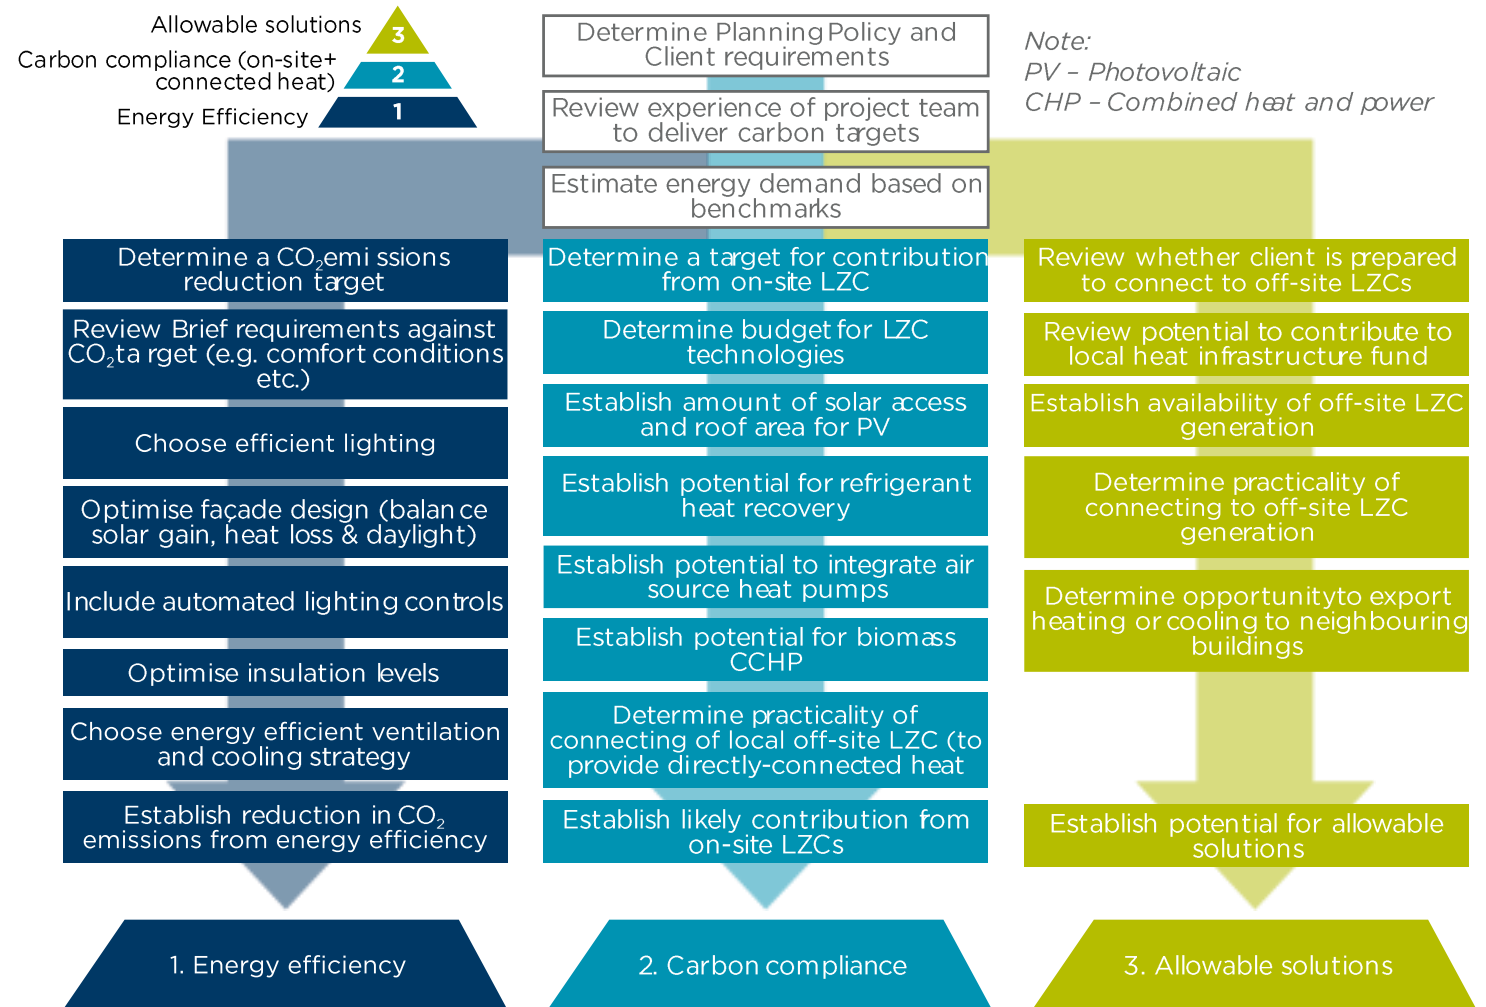 Allowable solutions
3
Carbon compliance (on-site+
connected heat)
2
Energy Efficiency
1
Determine Planning Policy and
Client requirements
Review experience of project team
to deliver carbon targets
Estimate energy demand based on
benchmarks
Note:
PV – Photovoltaic
CHP – Combined heat and power
Determine a CO₂emi ssions
reduction target
Review Brief requirements against
CO₂ta rget (e.g. comfort conditions
etc.)
Choose efficient lighting
Optimise façade design (balance
solar gain, heat loss & daylight)
Include automated lighting controls
Optimise insulation levels
Choose energy efficient ventilation
and cooling strategy
Establish reduction in CO₂
emissions from energy efficiency
1. Energy efficiency
Determine a target for contribution
from on-site LZC
Determine budget for LZC
technologies
Establish amount of solar access
and roof area for PV
Establish potential for refrigerant
heat recovery
Establish potential to integrate air
source heat pumps
Establish potential for biomass
CCHP
Determine practicality of
connecting of local off-site LZC (to
provide directly-connected heat
Establish likely contribution from
on-site LZCs
2. Carbon compliance
Review whether client is prepared
to connect to off-site LZCs
Review potential to contribute to
local heat infrastructure fund
Establish availability of off-site LZC
generation
Determine practicality of
connecting to off-site LZC
generation
Determine opportunityto export
heating or cooling to neighbouring
buildings
Establish potential for allowable
solutions
3. Allowable solutions